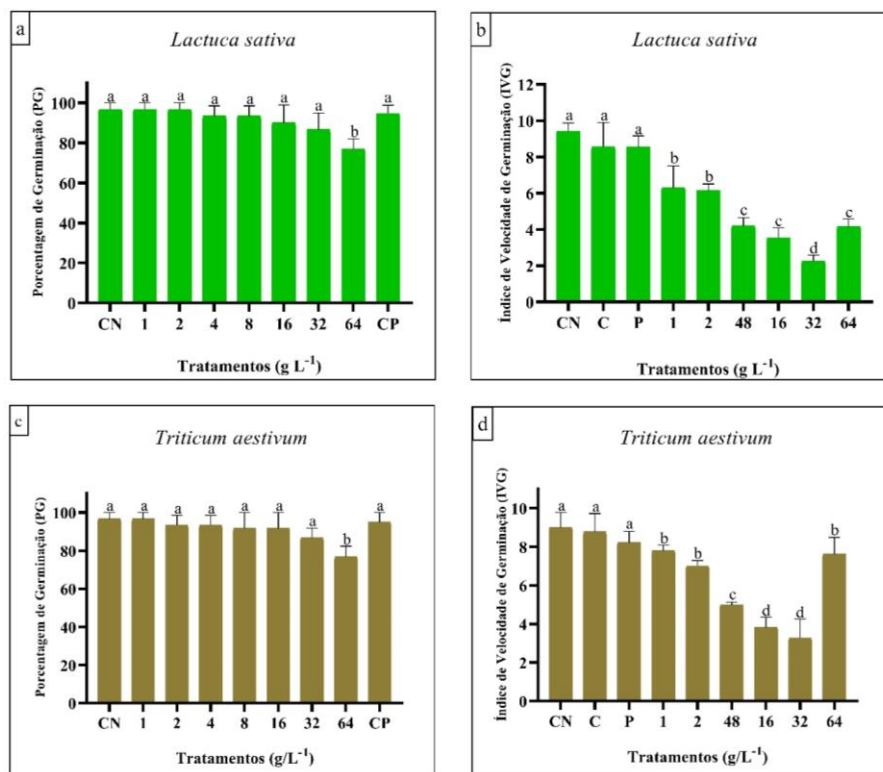 a
Lactuca sativa
a a a a a a a b a
Porcentagem de Germinação (PG)
100
80
60
40
20
0
CN 1 2 4 8 16 32 64 CP
Tratamentos (g L-1)
b
Lactuca sativa
a a a b b c c d c
Índice de Velocidade de Germinação (IVG)
12
10
8
6
4
2
0
CN C P 1 2 48 16 32 64
Tratamentos (g L-1)
c
Triticum aestivum
a a a a a a a b a
Porcentagem de Germinação (PG)
100
80
60
40
20
0
CN 1 2 4 8 16 32 64 CP
Tratamentos (g/L-1)
d
Triticum aestivum
a a a b b c d d b
Índice de Velocidade de Germinação (IVG)
10
8
6
4
2
0
CN C P 1 2 48 16 32 64
Tratamentos (g/L-1)